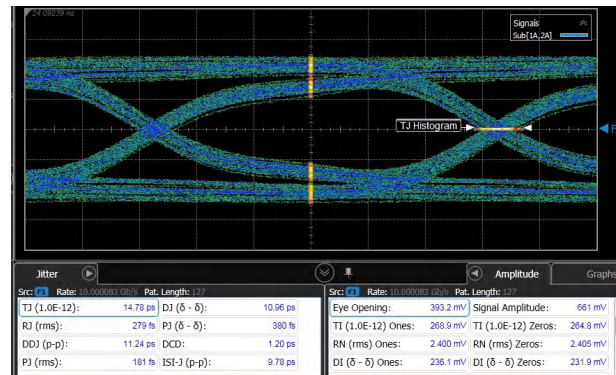 24.09239 ns
Signals
Sub[1A,2A]
TJ Histogram
F
Jitter
Amplitude
Graphs
Src: F1 Rate: 10.000083 Gb/s Pat. Length: 127
Src: F1 Rate: 10.000083 Gb/s Pat. Length: 127
TJ (1.0E-12): 14.78 ps DJ (δ - δ): 10.96 ps
Eye Opening: 393.2 mV Signal Amplitude: 661 mV
RJ (rms): 279 fs PJ (δ - δ): 380 fs
TI (1.0E-12) Ones: 268.9 mV TI (1.0E-12) Zeros: 264.8 mV
DDJ (p-p): 11.24 ps DCD: 1.20 ps
RN (rms) Ones: 2.400 mV RN (rms) Zeros: 2.405 mV
PJ (rms): 181 fs ISI-J (p-p): 9.78 ps
DI (δ - δ) Ones: 236.1 mV DI (δ - δ) Zeros: 231.9 mV